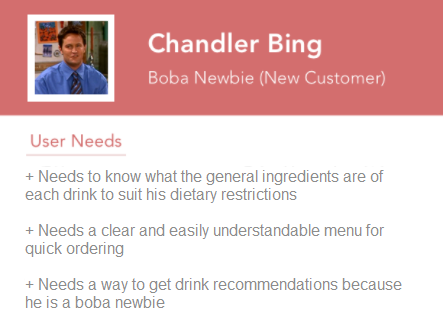 Chandler Bing
Boba Newbie (New Customer)
User Needs
+ Needs to know what the general ingredients are of
each drink to suit his dietary restrictions
+ Needs a clear and easily understandable menu for
quick ordering
+ Needs a way to get drink recommendations because
he is a boba newbie